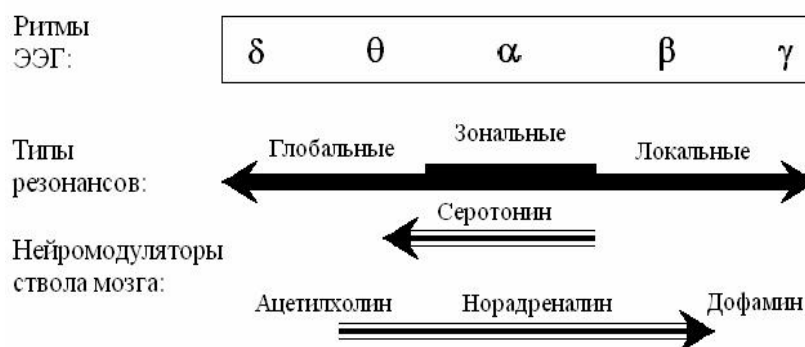 Ритмы
ЭЭГ:
δ θ α β γ
Типы
резонансов:
Глобальные Зональные Локальные
Серотонин
Нейромодуляторы
ствола мозга:
Ацетилхолин Норадреналин Дофамин